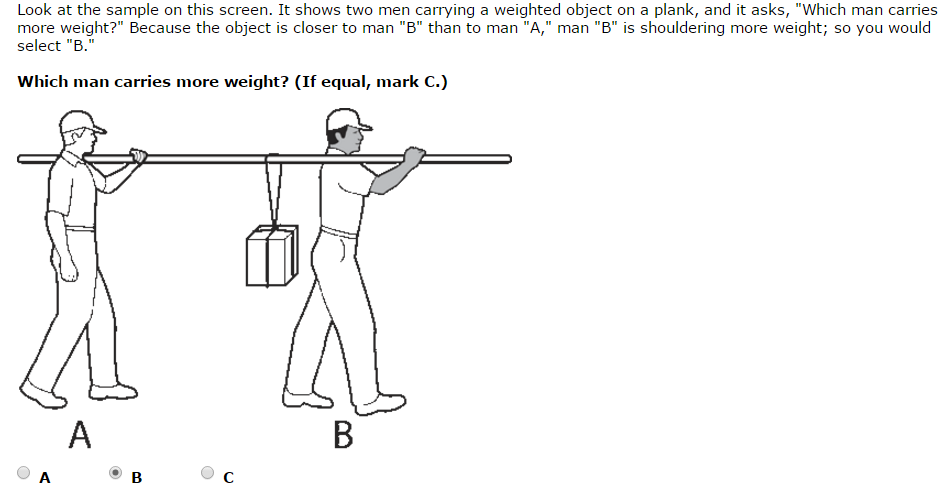 Look at the sample on this screen. It shows two men carrying a weighted object on a plank, and it asks, "Which man carries
more weight?" Because the object is closer to man "B" than to man "A," man "B" is shouldering more weight; so you would
select "B."
Which man carries more weight? (If equal, mark C.)
A B
A B C